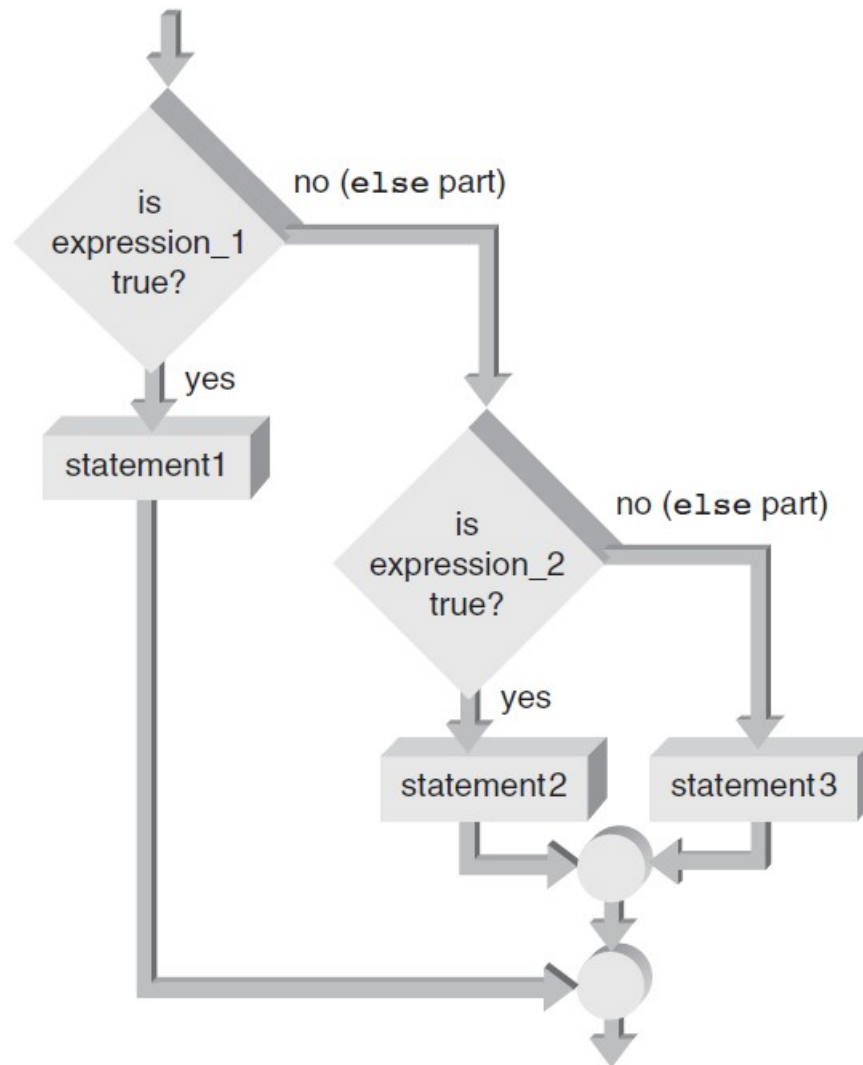 is
expression_1
true?
no (else part)
yes
statement1
is
expression_2
true?
no (else part)
yes
statement2
statement3